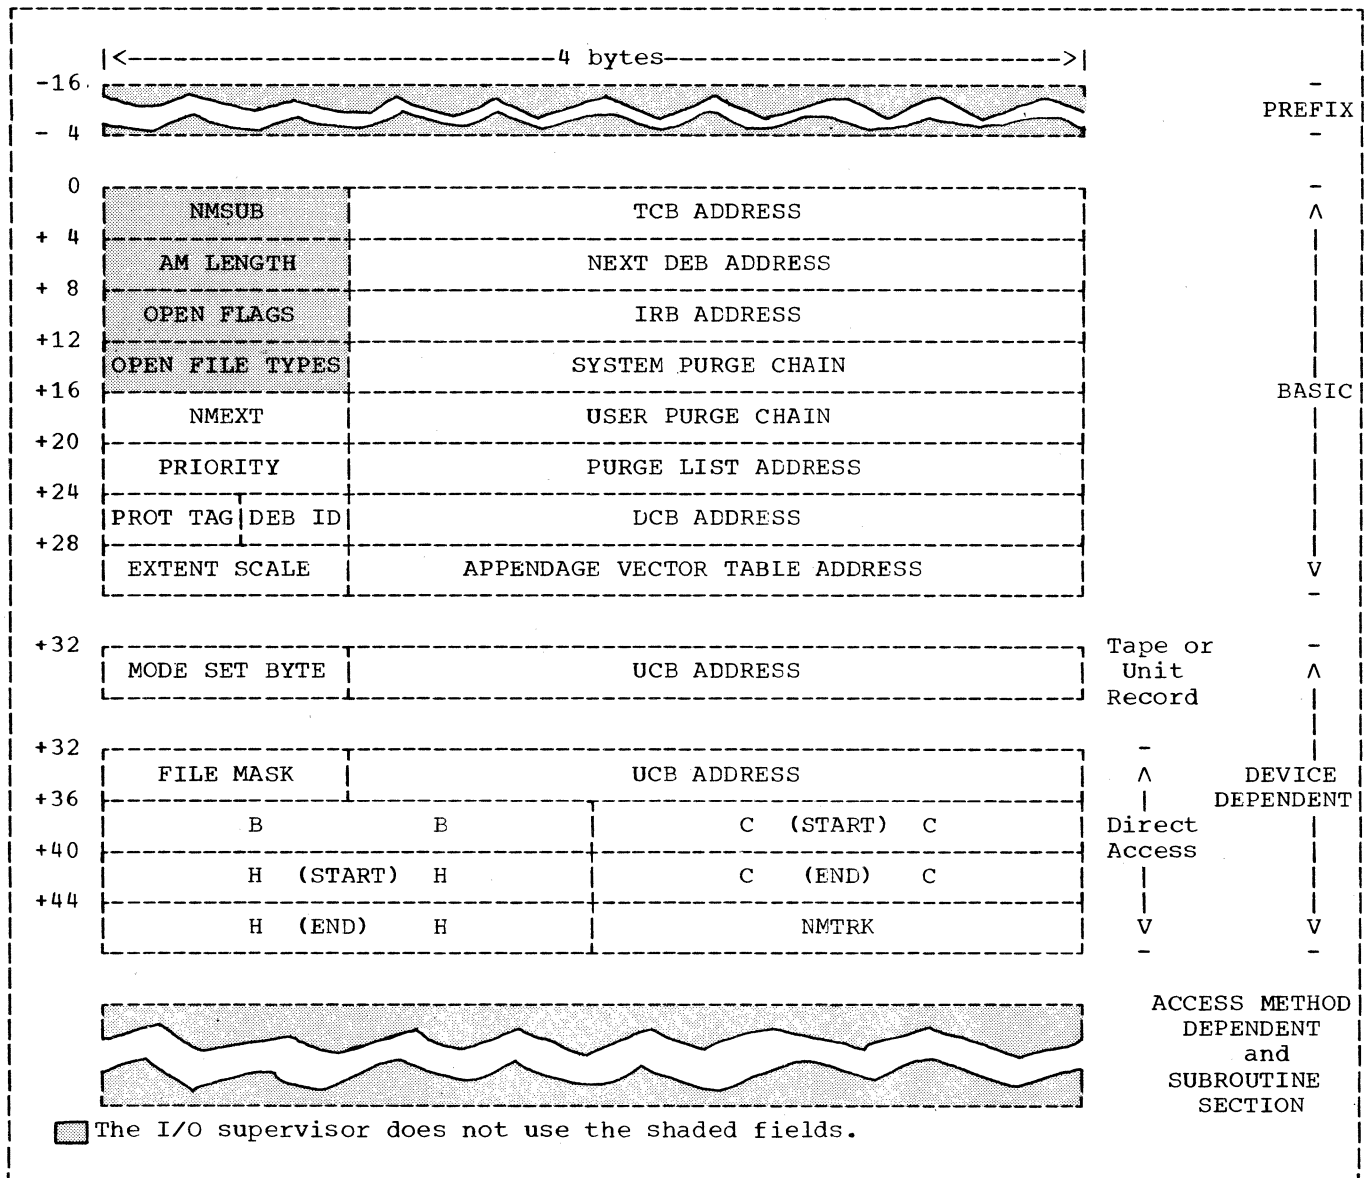 4 bytes
-16
PREFIX
- 4
0
NMSUB TCB ADDRESS
+ 4
AM LENGTH NEXT DEB ADDRESS
+ 8
OPEN FLAGS IRB ADDRESS
+12
OPEN FILE TYPES SYSTEM PURGE CHAIN
+16 BASIC
NMEXT USER PURGE CHAIN
+20
PRIORITY PURGE LIST ADDRESS
+24
PROT TAG DEB ID DCB ADDRESS
+28
EXTENT SCALE APPENDAGE VECTOR TABLE ADDRESS
+32 Tape or
MODE SET BYTE UCB ADDRESS Unit
Record
+32
FILE MASK UCB ADDRESS DEVICE
+36 DEPENDENT
B B C (START) C Direct
+40 Access
H (START) H C (END) C
+44
H (END) H NMTRK
ACCESS METHOD
DEPENDENT
and
SUBROUTINE
SECTION
The I/O supervisor does not use the shaded fields.